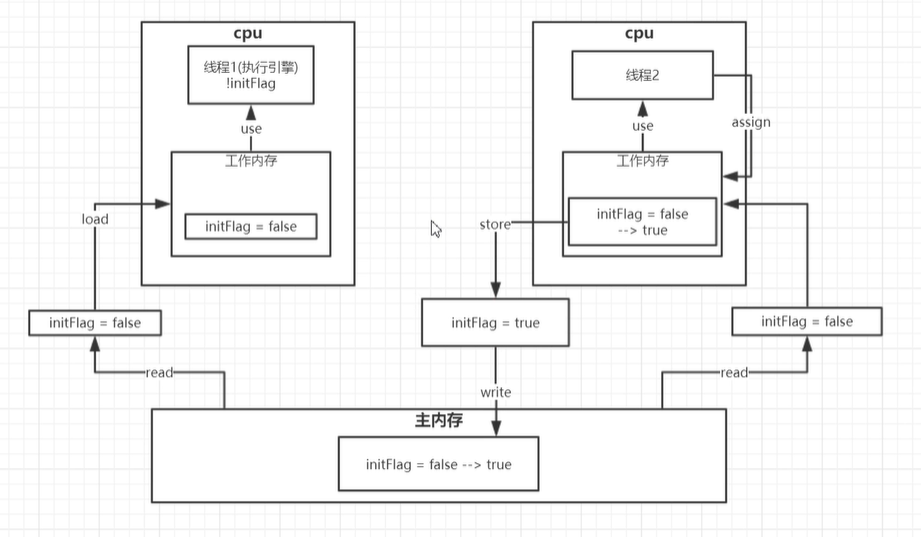 cpu
线程1(执行引擎)
!initFlag
use
工作内存
initFlag = false
load
initFlag = false
read
cpu
线程2
assign
use
工作内存
initFlag = false
--> true
store
initFlag = true
write
initFlag = false
read
主内存
initFlag = false --> true